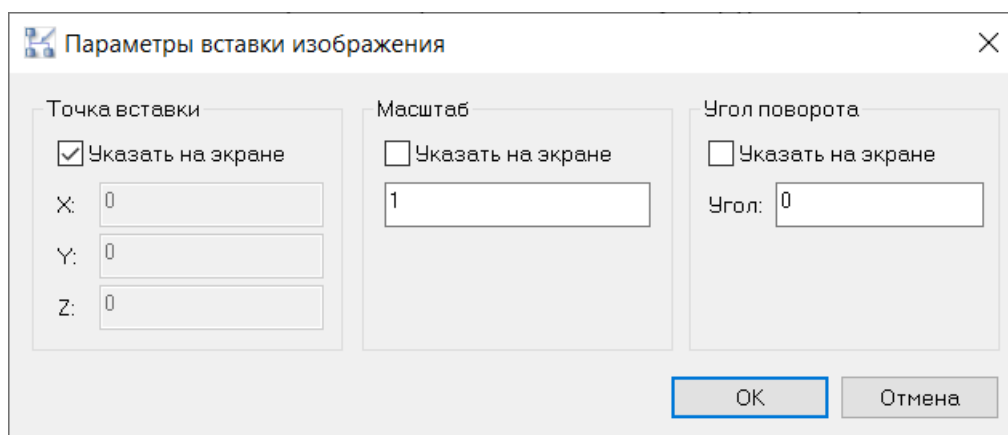 Параметры вставки изображения
Точка вставки
Указать на экране
X: 0
Y: 0
Z: 0
Масштаб
Указать на экране
1
Угол поворота
Указать на экране
Угол: 0
OK
Отмена